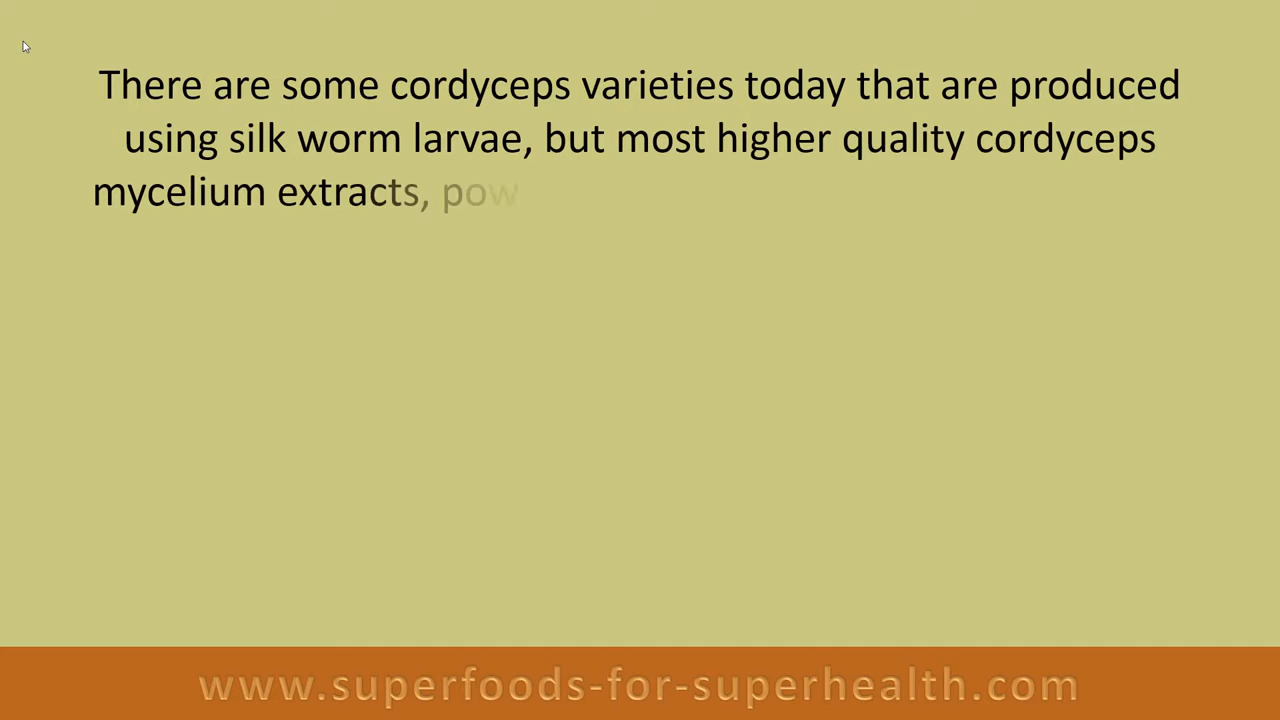 There are some cordyceps varieties today that are produced
using silk worm larvae, but most higher quality cordyceps
mycelium extracts, pow
www.superfoods-for-superhealth.com